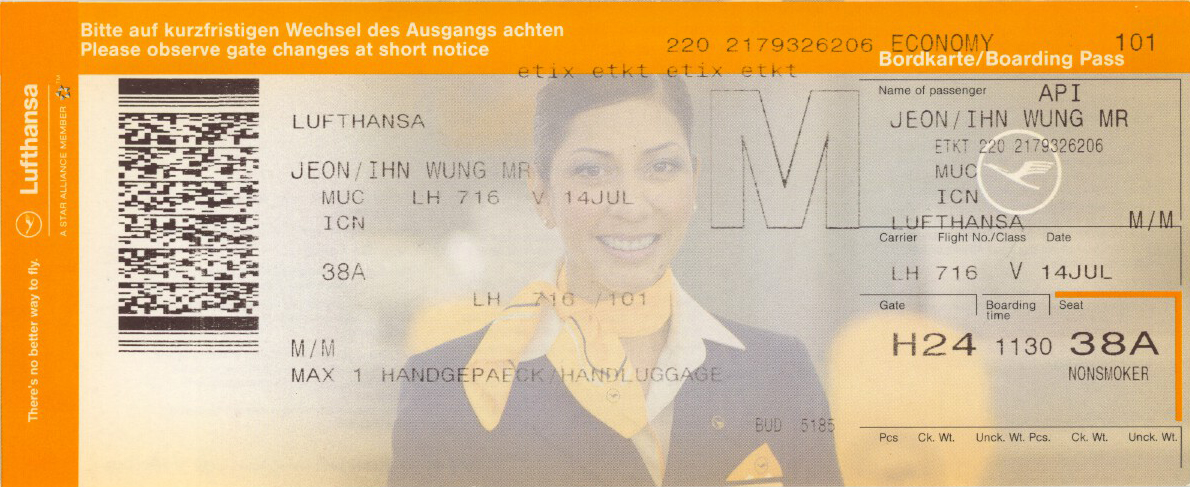 Bitte auf kurzfristigen Wechsel des Ausgangs achten
Please observe gate changes at short notice
220 2179326206 ECONOMY 101
Bordkarte/Boarding Pass
etix etkt etix etkt
Lufthansa
A STAR ALLIANCE MEMBER
There's no better way to fly.
LUFTHANSA
JEON/IHN WUNG MR
MUC LH 716 V 14JUL
ICN
38A
LH 716 /101
M/M
MAX 1 HANDGEPAECK/HANDLUGGAGE
BUD 5185
M
Name of passenger API
JEON/IHN WUNG MR
ETKT 220 2179326206
MUC
ICN
LUFTHANSA M/M
Carrier Flight No./Class Date
LH 716 V 14JUL
Gate Boarding time Seat
H24 1130 38A
NONSMOKER
Pcs Ck. Wt. Unck. Wt. Pcs. Ck. Wt. Unck. Wt.